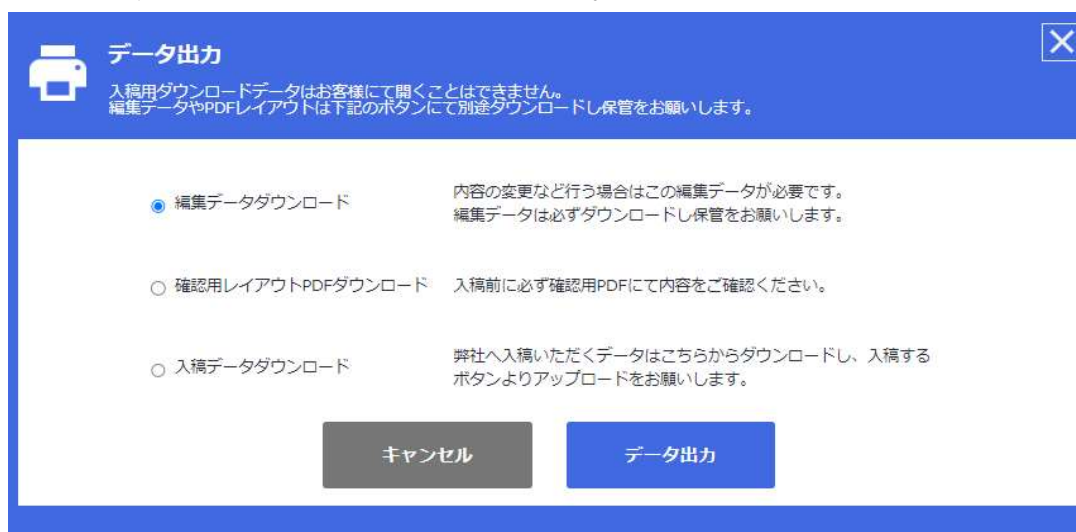 データ出力
入稿用ダウンロードデータはお客様にて開くことはできません。
編集データやPDFレイアウトは下記のボタンにて別途ダウンロードし保管をお願いします。
編集データダウンロード
内容の変更など行う場合はこの編集データが必要です。
編集データは必ずダウンロードし保管をお願いします。
確認用レイアウトPDFダウンロード
入稿前に必ず確認用PDFにて内容をご確認ください。
入稿データダウンロード
弊社へ入稿いただくデータはこちらからダウンロードし、入稿する
ボタンよりアップロードをお願いします。
キャンセル
データ出力